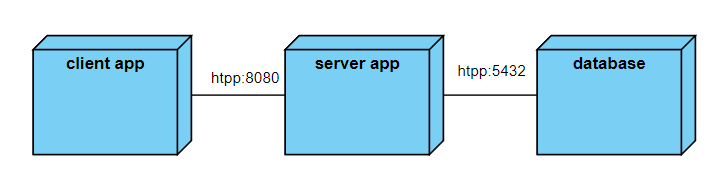 client app
htpp:8080
server app
htpp:5432
database